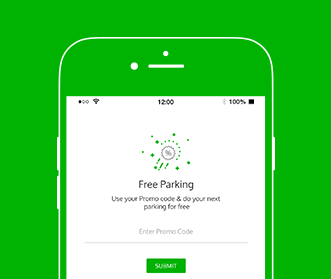 12:00 100%
%
Free Parking
Use your Promo code & do your next
parking for free
Enter Promo Code
SUBMIT